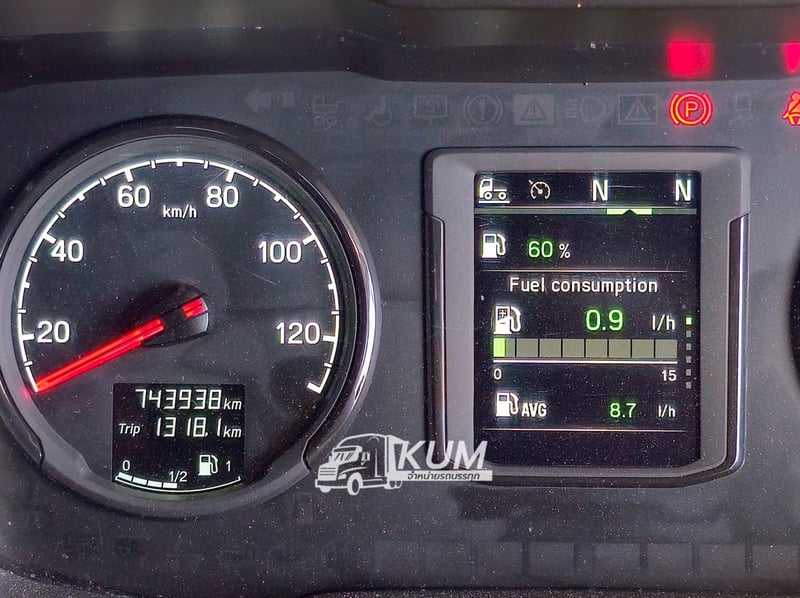 20
40
60
80
100
120
km/h
743938 km
Trip 1318.1 km
0 1/2 1
N N
60 %
Fuel consumption
0.9 l/h
0 15
AVG 8.7 l/h
P
KUM
จำหน่ายรถบรรทุก